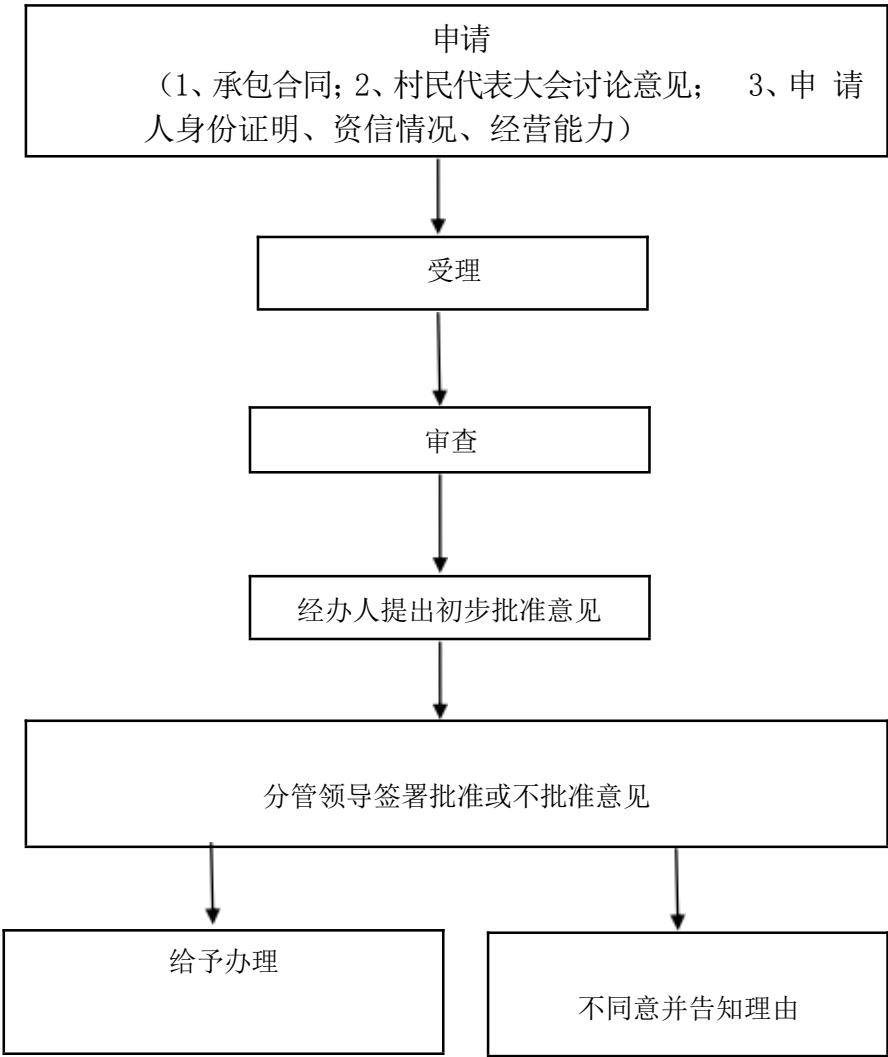 申请
（1、承包合同；2、村民代表大会讨论意见； 3、申 请
人身份证明、资信情况、经营能力）
受理
审查
经办人提出初步批准意见
分管领导签署批准或不批准意见
给予办理
不同意并告知理由